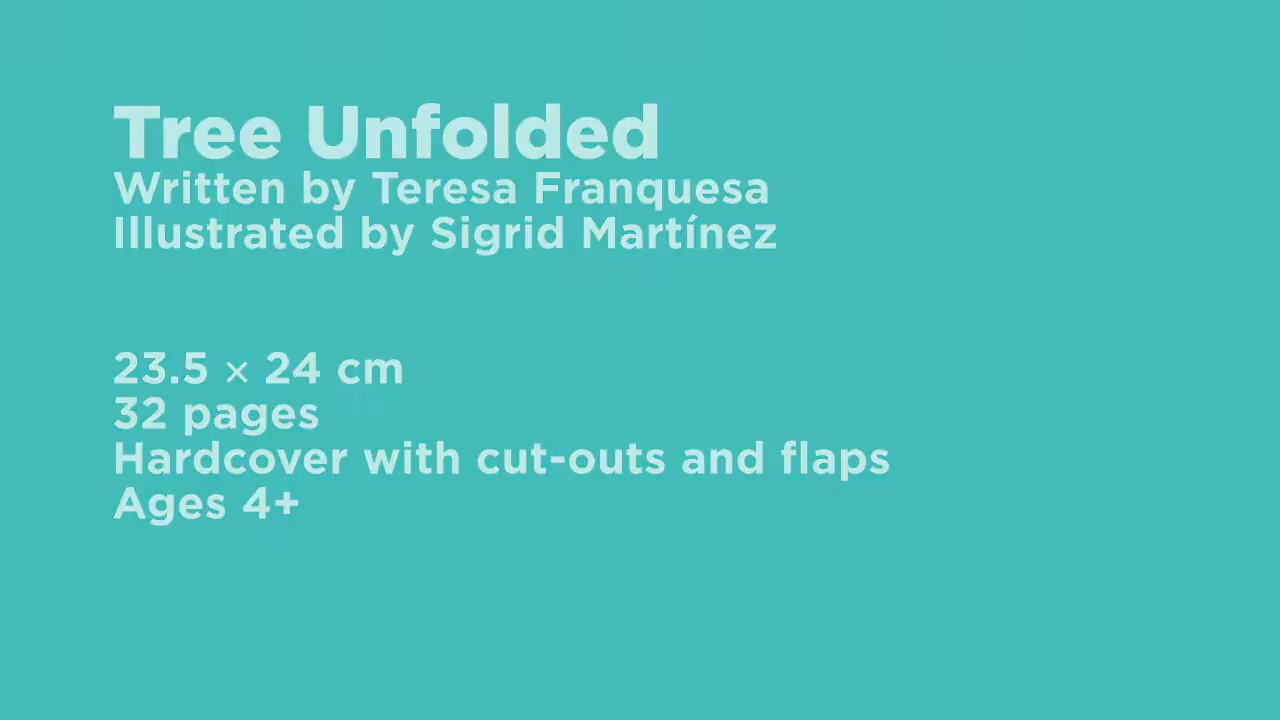 Tree Unfolded
Written by Teresa Franquesa
Illustrated by Sigrid Martínez
23.5 × 24 cm
32 pages
Hardcover with cut-outs and flaps
Ages 4+